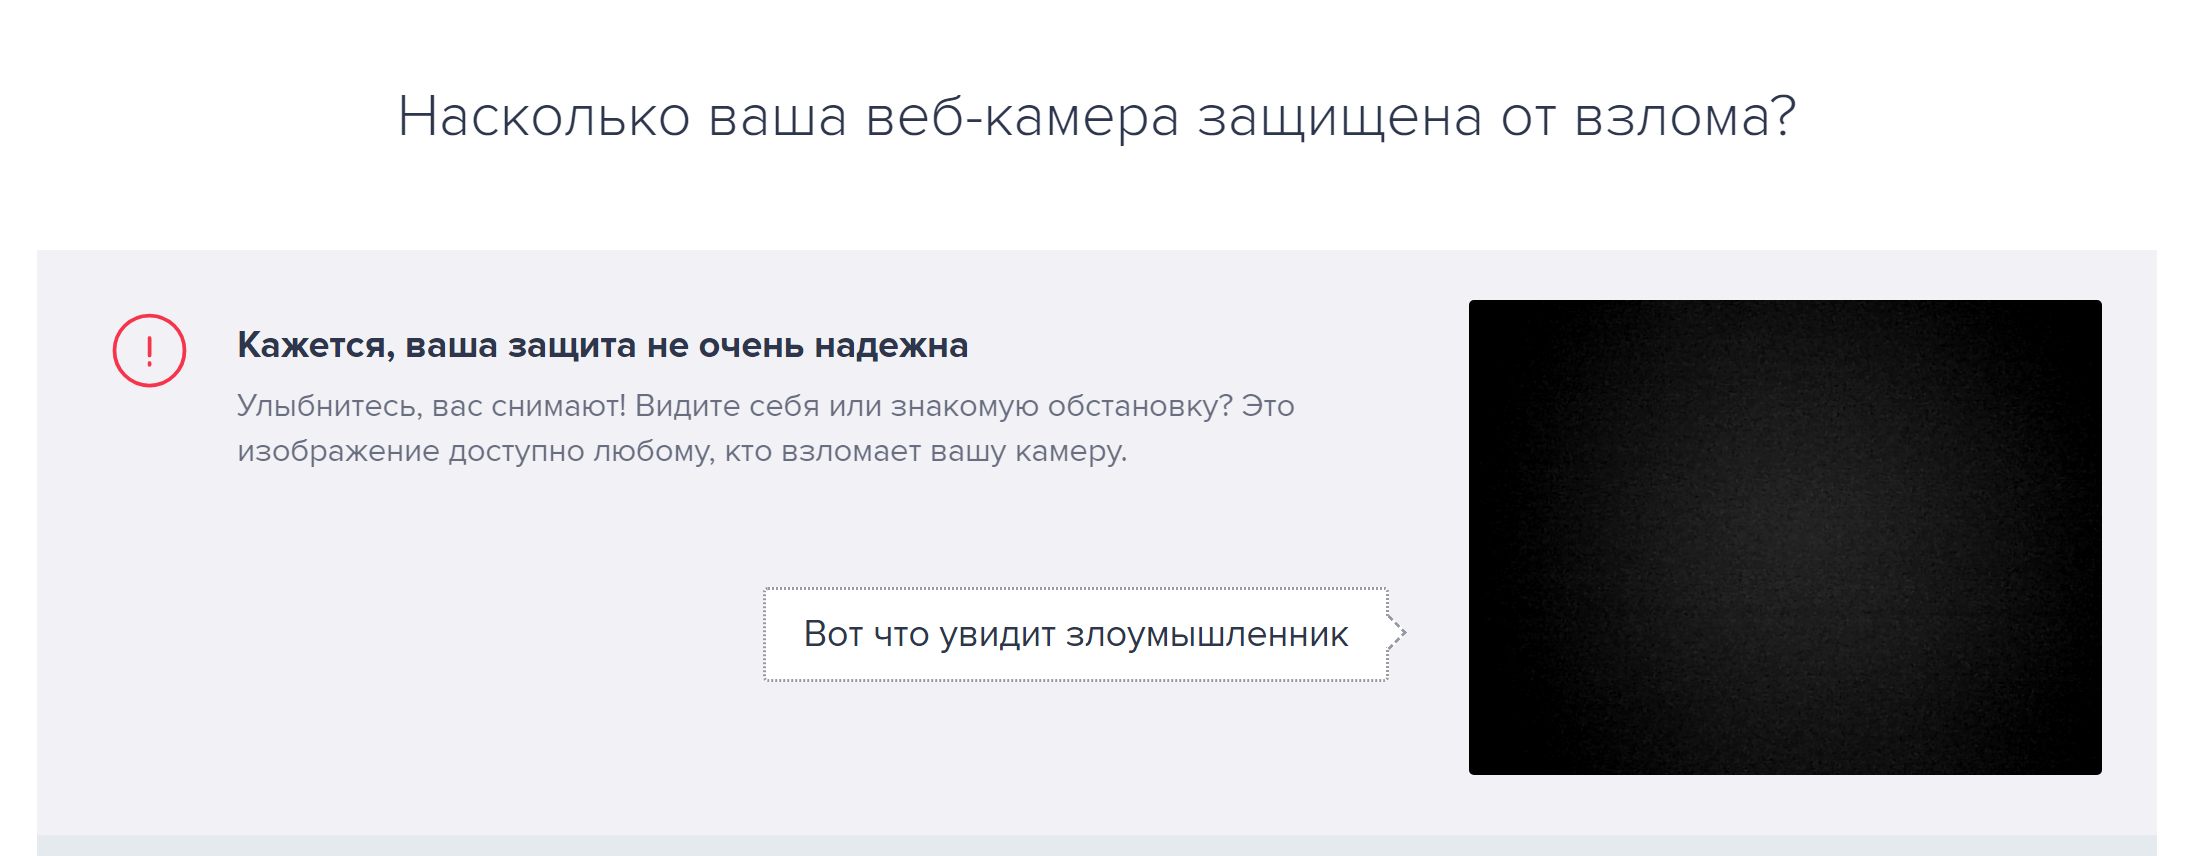 Насколько ваша веб-камера защищена от взлома?
Кажется, ваша защита не очень надежна
Улыбнитесь, вас снимают! Видите себя или знакомую обстановку? Это
изображение доступно любому, кто взломает вашу камеру.
Вот что увидит злоумышленник